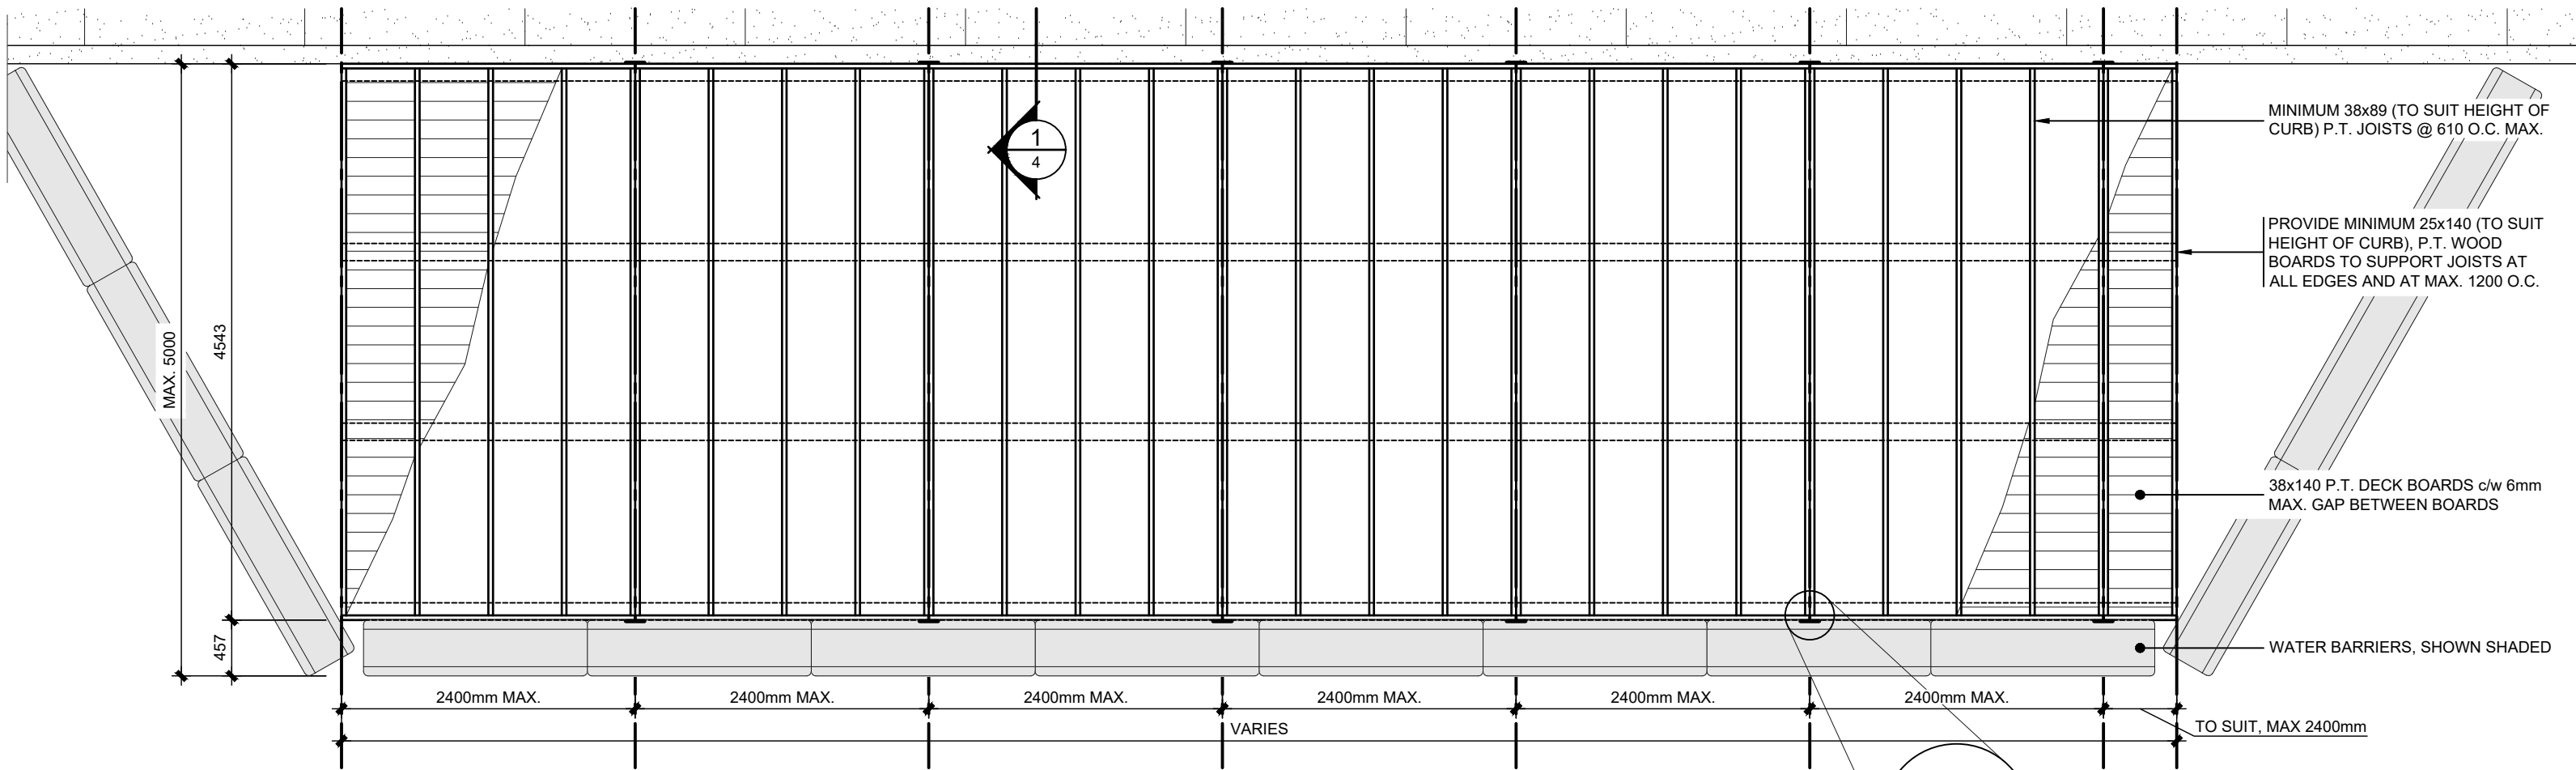 1
4
MINIMUM 38x89 (TO SUIT HEIGHT OF
CURB) P.T. JOISTS @ 610 O.C. MAX.
PROVIDE MINIMUM 25x140 (TO SUIT
HEIGHT OF CURB), P.T. WOOD
BOARDS TO SUPPORT JOISTS AT
ALL EDGES AND AT MAX. 1200 O.C.
MAX. 5000
4543
38x140 P.T. DECK BOARDS c/w 6mm
MAX. GAP BETWEEN BOARDS
457
WATER BARRIERS, SHOWN SHADED
2400mm MAX.
2400mm MAX.
2400mm MAX.
2400mm MAX.
2400mm MAX.
2400mm MAX.
TO SUIT, MAX 2400mm
VARIES